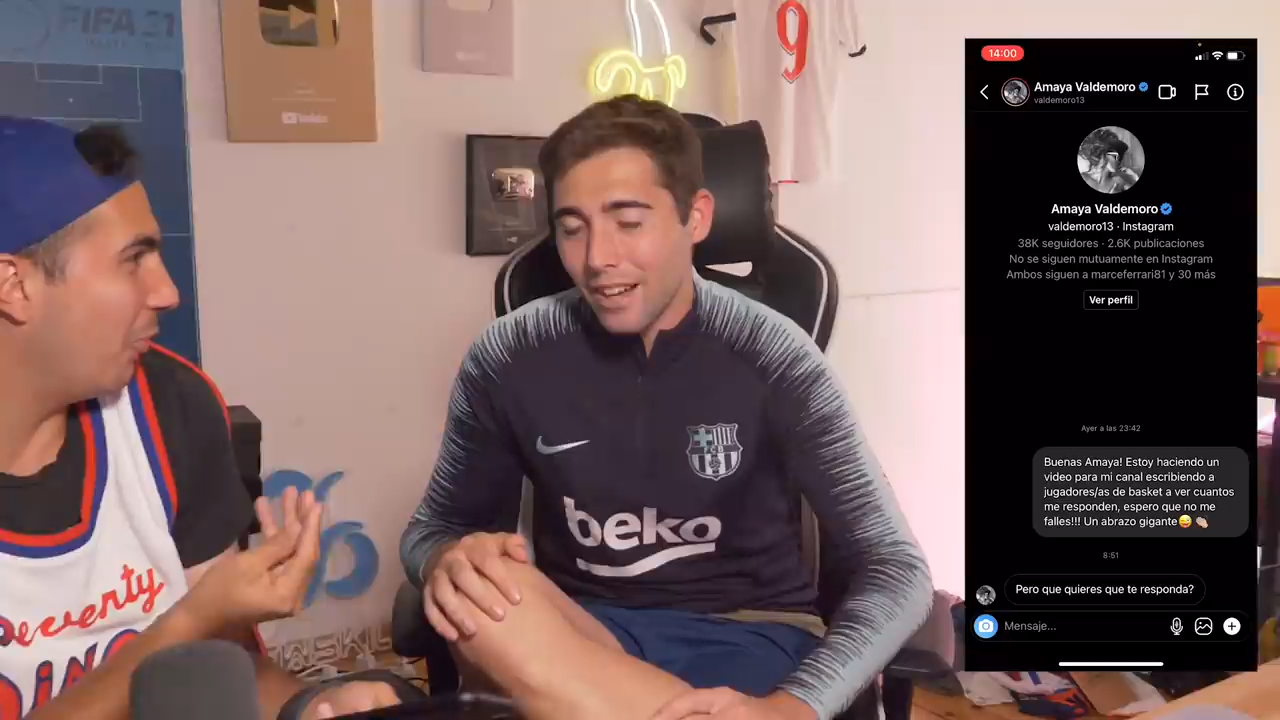 FIFA 21
YouTube
9
FCB
beko
Seventy
14:00
Amaya Valdemoro
valdemoro13
Amaya Valdemoro
valdemoro13 · Instagram
38K seguidores · 2.6K publicaciones
No se siguen mutuamente en Instagram
Ambos siguen a marceferrari81 y 30 más
Ver perfil
Ayer a las 23:42
Buenas Amaya! Estoy haciendo un
video para mi canal escribiendo a
jugadores/as de basket a ver cuantos
me responden, espero que no me
falles!!! Un abrazo gigante😜👏🏼
8:51
Pero que quieres que te responda?
Mensaje...